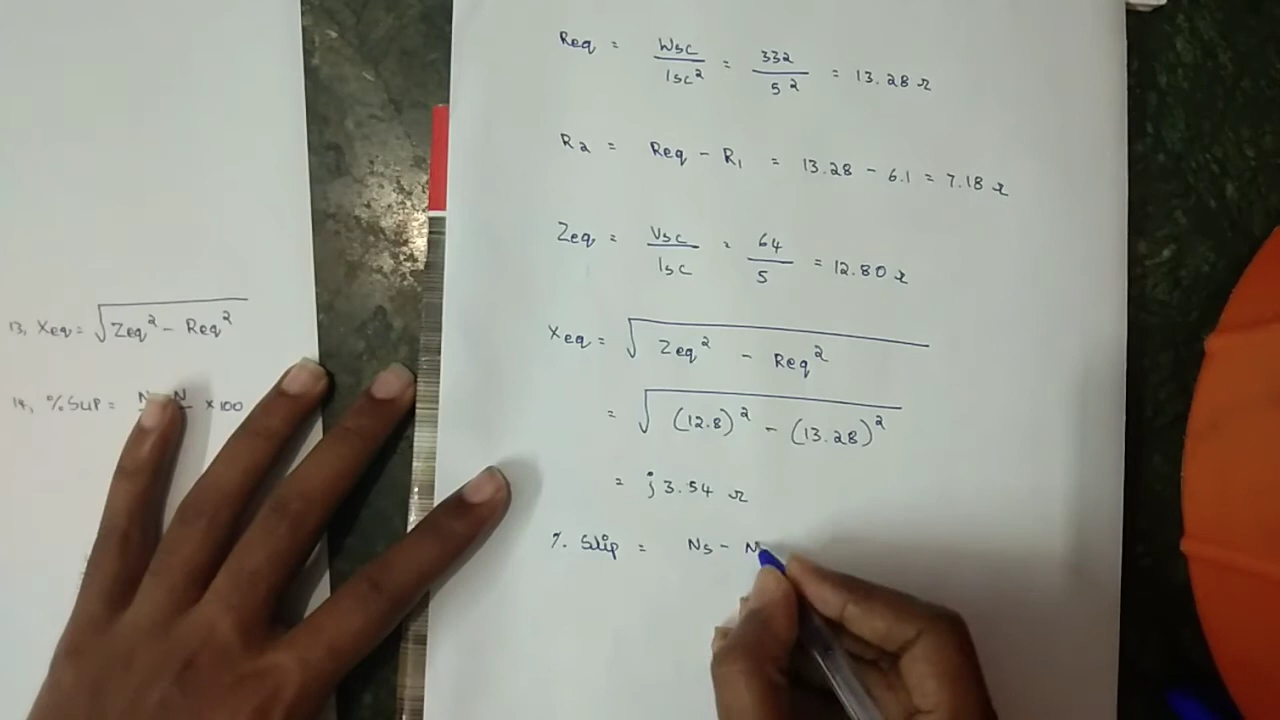 13, Xeq = √Zeq² - Req²
14, % SLIP = N - N × 100
Req = Wsc / Isc² = 332 / 5² = 13.28 Ω
R2 = Req - R1 = 13.28 - 6.1 = 7.18 Ω
Zeq = Vsc / Isc = 64 / 5 = 12.80 Ω
Xeq = √Zeq² - Req²
= √(12.8)² - (13.28)²
= j 3.54 Ω
% Slip = Ns - N